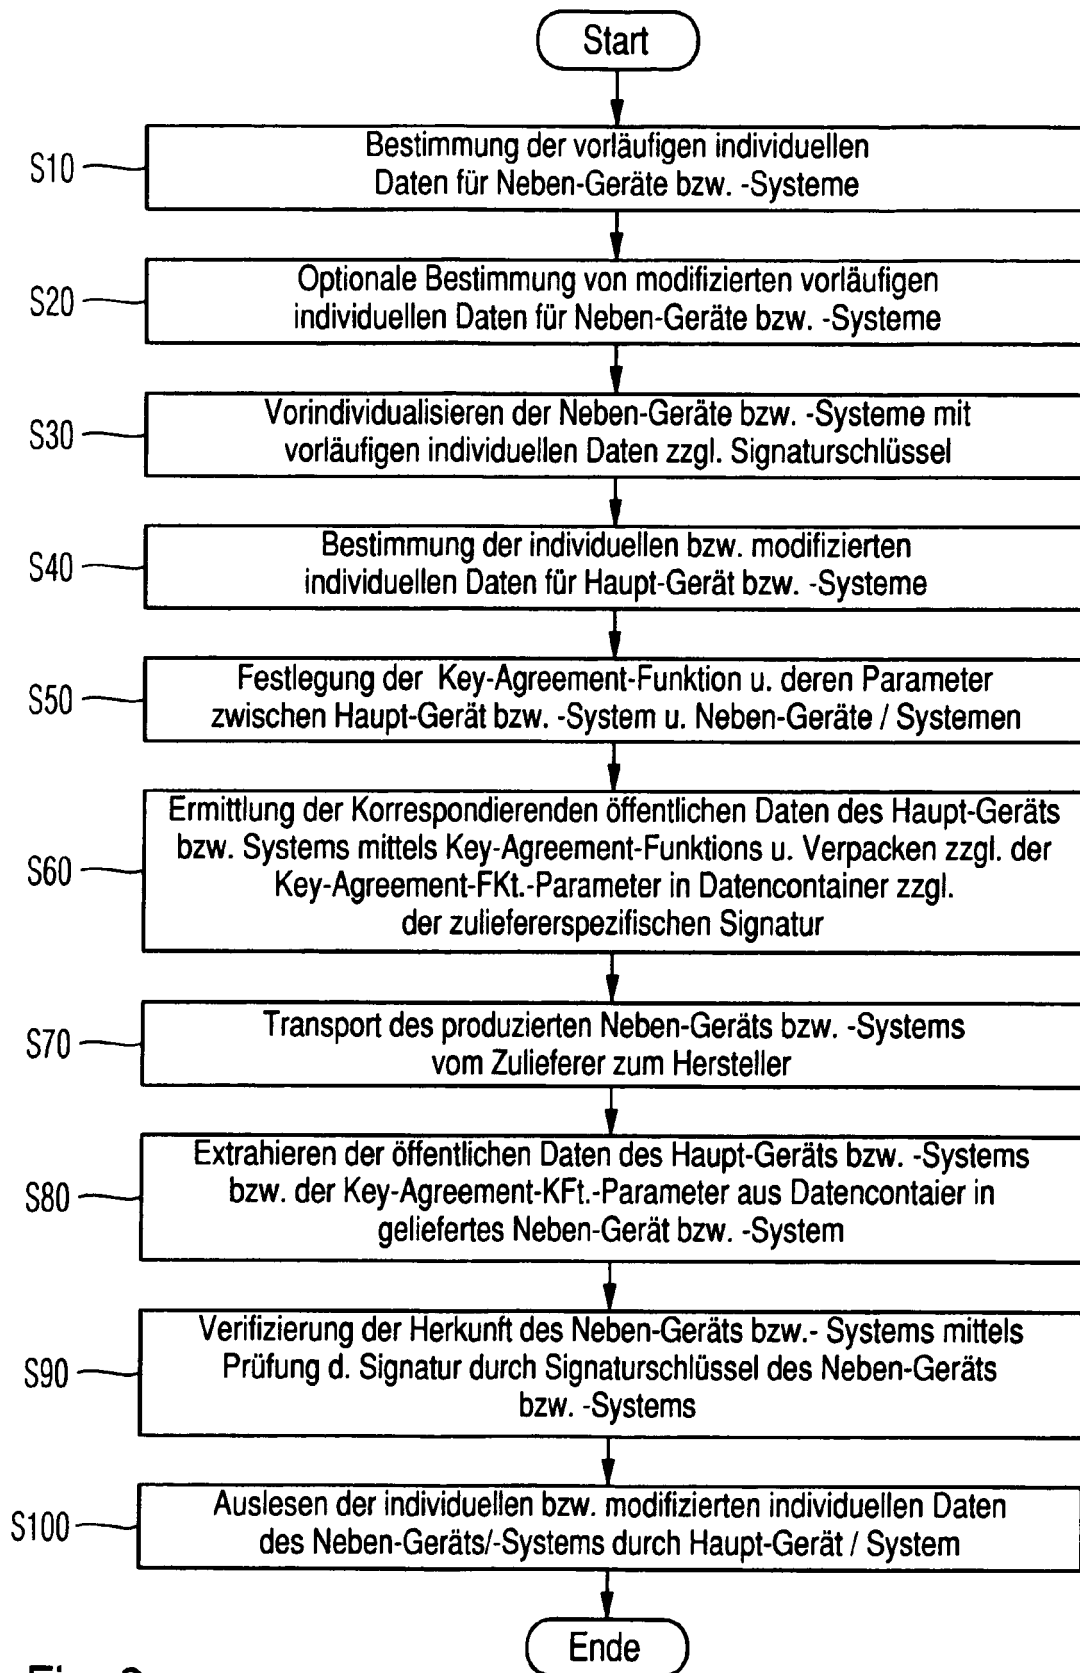 Start
S10
Bestimmung der vorläufigen individuellen
Daten für Neben-Geräte bzw. -Systeme
S20
Optionale Bestimmung von modifizierten vorläufigen
individuellen Daten für Neben-Geräte bzw. -Systeme
S30
Vorindividualisieren der Neben-Geräte bzw. -Systeme mit
vorläufigen individuellen Daten zzgl. Signaturschlüssel
S40
Bestimmung der individuellen bzw. modifizierten
individuellen Daten für Haupt-Gerät bzw. -Systeme
S50
Festlegung der Key-Agreement-Funktion u. deren Parameter
zwischen Haupt-Gerät bzw. -System u. Neben-Geräte / Systemen
S60
Ermittlung der Korrespondierenden öffentlichen Daten des Haupt-Geräts
bzw. Systems mittels Key-Agreement-Funktions u. Verpacken zzgl. der
Key-Agreement-FKt.-Parameter in Datencontainer zzgl.
der zuliefererspezifischen Signatur
S70
Transport des produzierten Neben-Geräts bzw. -Systems
vom Zulieferer zum Hersteller
S80
Extrahieren der öffentlichen Daten des Haupt-Geräts bzw. -Systems
bzw. der Key-Agreement-KFt.-Parameter aus Datencontaier in
geliefertes Neben-Gerät bzw. -System
S90
Verifizierung der Herkunft des Neben-Geräts bzw.- Systems mittels
Prüfung d. Signatur durch Signaturschlüssel des Neben-Geräts
bzw. -Systems
S100
Auslesen der individuellen bzw. modifizierten individuellen Daten
des Neben-Geräts/-Systems durch Haupt-Gerät / System
Ende